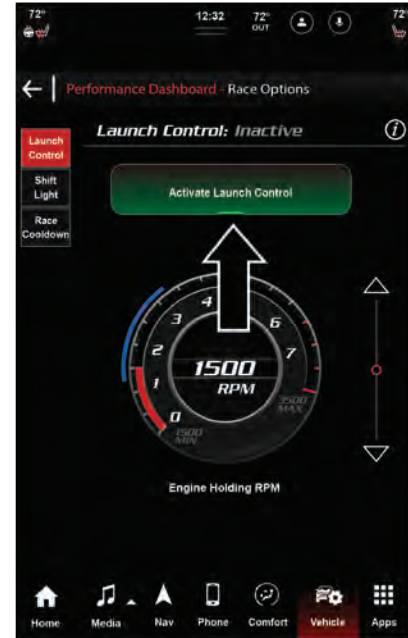 72°
12:32
72°
OUT
72°
Performance Dashboard - Race Options
Launch Control: Inactive
i
Launch
Control
Shift
Light
Race
Cooldown
Activate Launch Control
0
1
2
3
4
6
7
1500
RPM
1500
MIN
3500
MAX
Engine Holding RPM
Home
Media
Nav
Phone
Comfort
Vehicle
Apps